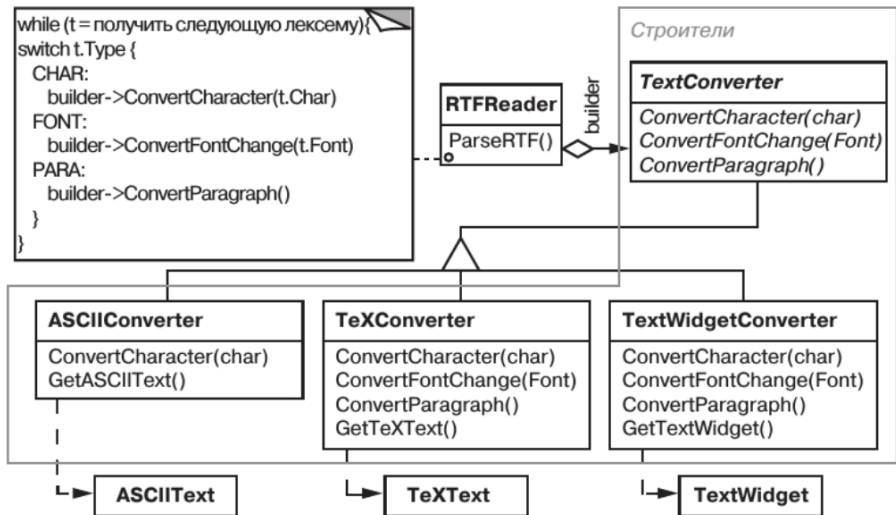 while (t = получить следующую лексему){
switch t.Type {
CHAR:
builder->ConvertCharacter(t.Char)
FONT:
builder->ConvertFontChange(t.Font)
PARA:
builder->ConvertParagraph()
}
}
RTFReader
ParseRTF()
builder
Строители
TextConverter
ConvertCharacter(char)
ConvertFontChange(Font)
ConvertParagraph()
ASCIIConverter
ConvertCharacter(char)
GetASCIIText()
TeXConverter
ConvertCharacter(char)
ConvertFontChange(Font)
ConvertParagraph()
GetTeXText()
TextWidgetConverter
ConvertCharacter(char)
ConvertFontChange(Font)
ConvertParagraph()
GetTextWidget()
ASCIIText
TeXText
TextWidget